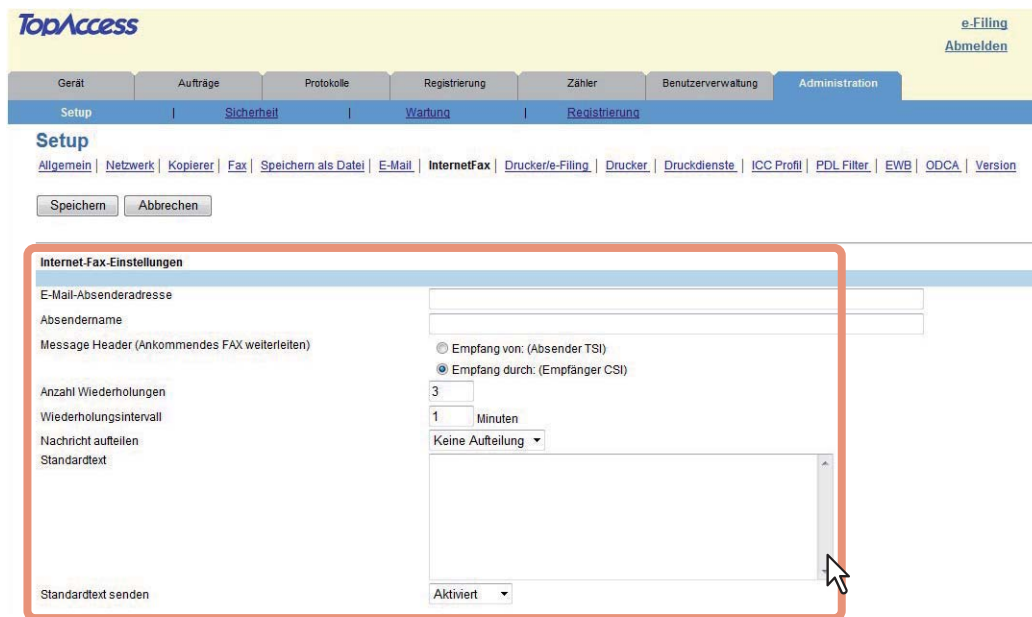 TopAccess
e-Filing
Abmelden
Gerät Aufträge Protokolle Registrierung Zähler Benutzerverwaltung Administration
Setup | Sicherheit | Wartung | Registrierung
Setup
Allgemein | Netzwerk | Kopierer | Fax | Speichern als Datei | E-Mail | InternetFax | Drucker/e-Filing | Drucker | Druckdienste | ICC Profil | PDL Filter | EWB | ODCA | Version
Speichern Abbrechen
Internet-Fax-Einstellungen
E-Mail-Absenderadresse
Absendername
Message Header (Ankommendes FAX weiterleiten) Empfang von: (Absender TSI)
Empfang durch: (Empfänger CSI)
Anzahl Wiederholungen 3
Wiederholungsintervall 1 Minuten
Nachricht aufteilen Keine Aufteilung
Standardtext
Standardtext senden Aktiviert